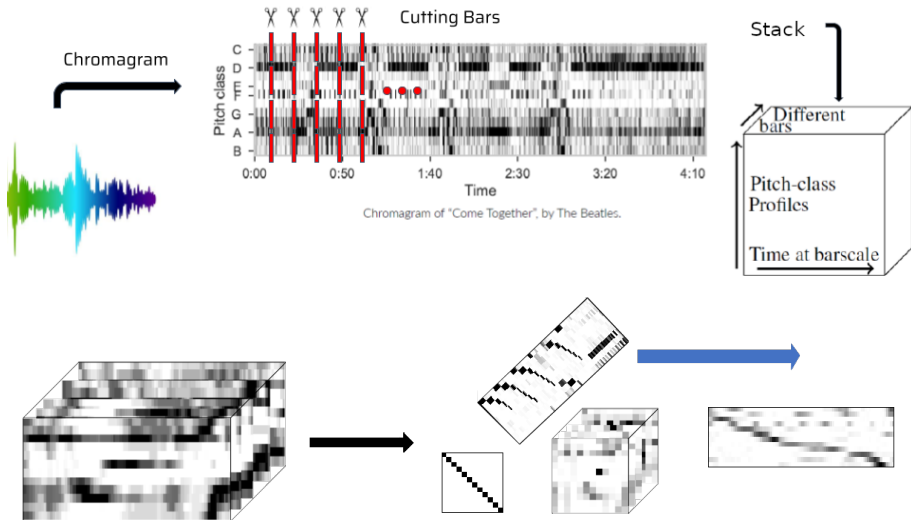 Cutting Bars
Stack
Chromagram
Pitch class
C
D
E
F
G
A
B
0:00 0:50 1:40 2:30 3:20 4:10
Time
Chromagram of "Come Together", by The Beatles.
Different
bars
Pitch-class
Profiles
Time at barscale